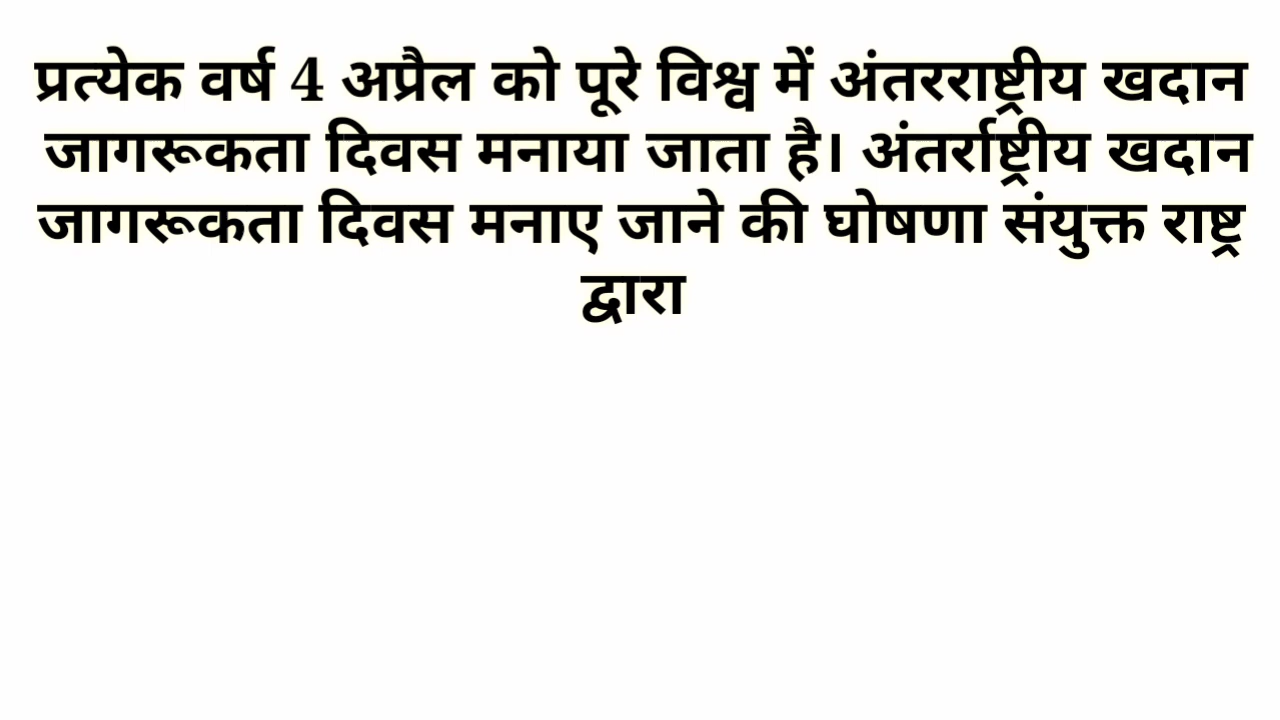 प्रत्येक वर्ष 4 अप्रैल को पूरे विश्व में अंतरराष्ट्रीय खदान
जागरूकता दिवस मनाया जाता है। अंतर्राष्ट्रीय खदान
जागरूकता दिवस मनाए जाने की घोषणा संयुक्त राष्ट्र
द्वारा